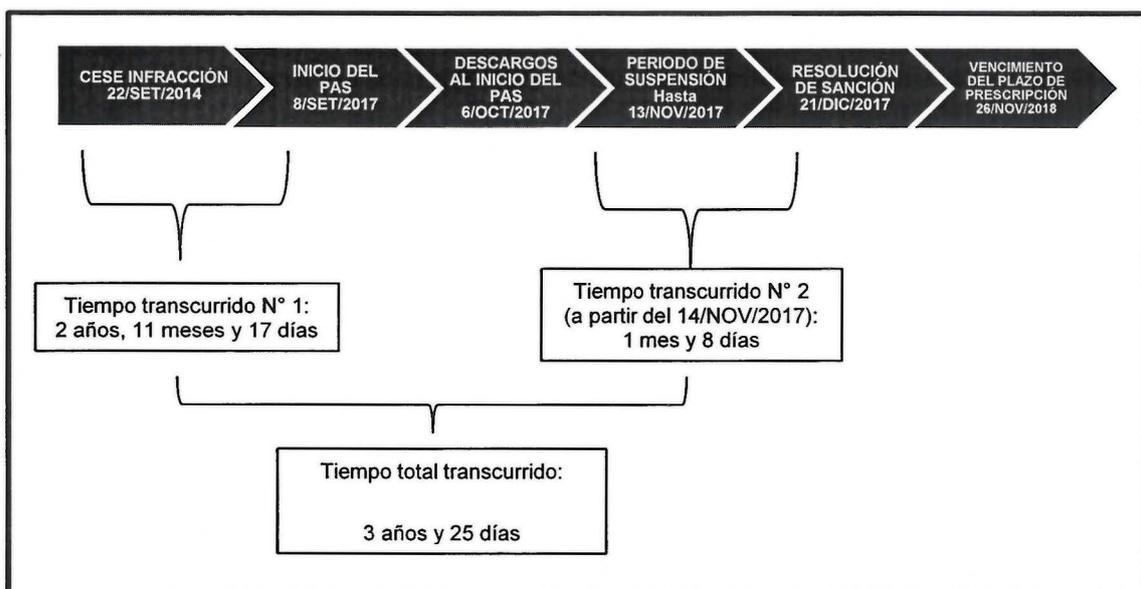 CESE INFRACCIÓN
22/SET/2014
INICIO DEL
PAS
8/SET/2017
DESCARGOS
AL INICIO DEL
PAS
6/OCT/2017
PERIODO DE
SUSPENSIÓN
Hasta
13/NOV/2017
RESOLUCIÓN
DE SANCIÓN
21/DIC/2017
VENCIMIENTO
DEL PLAZO DE
PRESCRIPCIÓN
26/NOV/2018
Tiempo transcurrido N° 1:
2 años, 11 meses y 17 días
Tiempo transcurrido N° 2
(a partir del 14/NOV/2017):
1 mes y 8 días
Tiempo total transcurrido:
3 años y 25 días